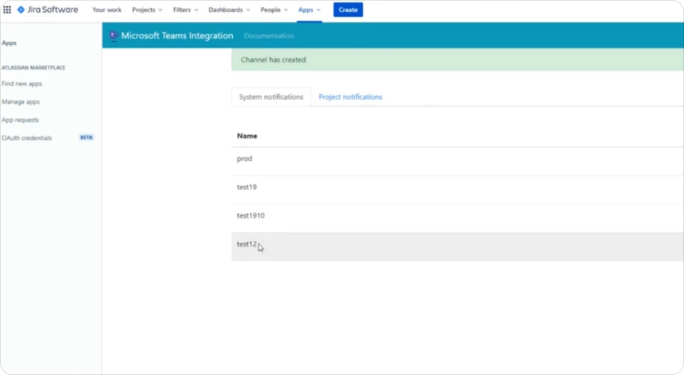 Jira Software Your work Projects Filters Dashboards People Apps Create
Apps
Microsoft Teams Integration Documentation
ATLASSIAN MARKETPLACE
Find new apps
Manage apps
App requests
OAuth credentials BETA
Channel has created
System notifications Project notifications
Name
prod
test19
test1910
test12